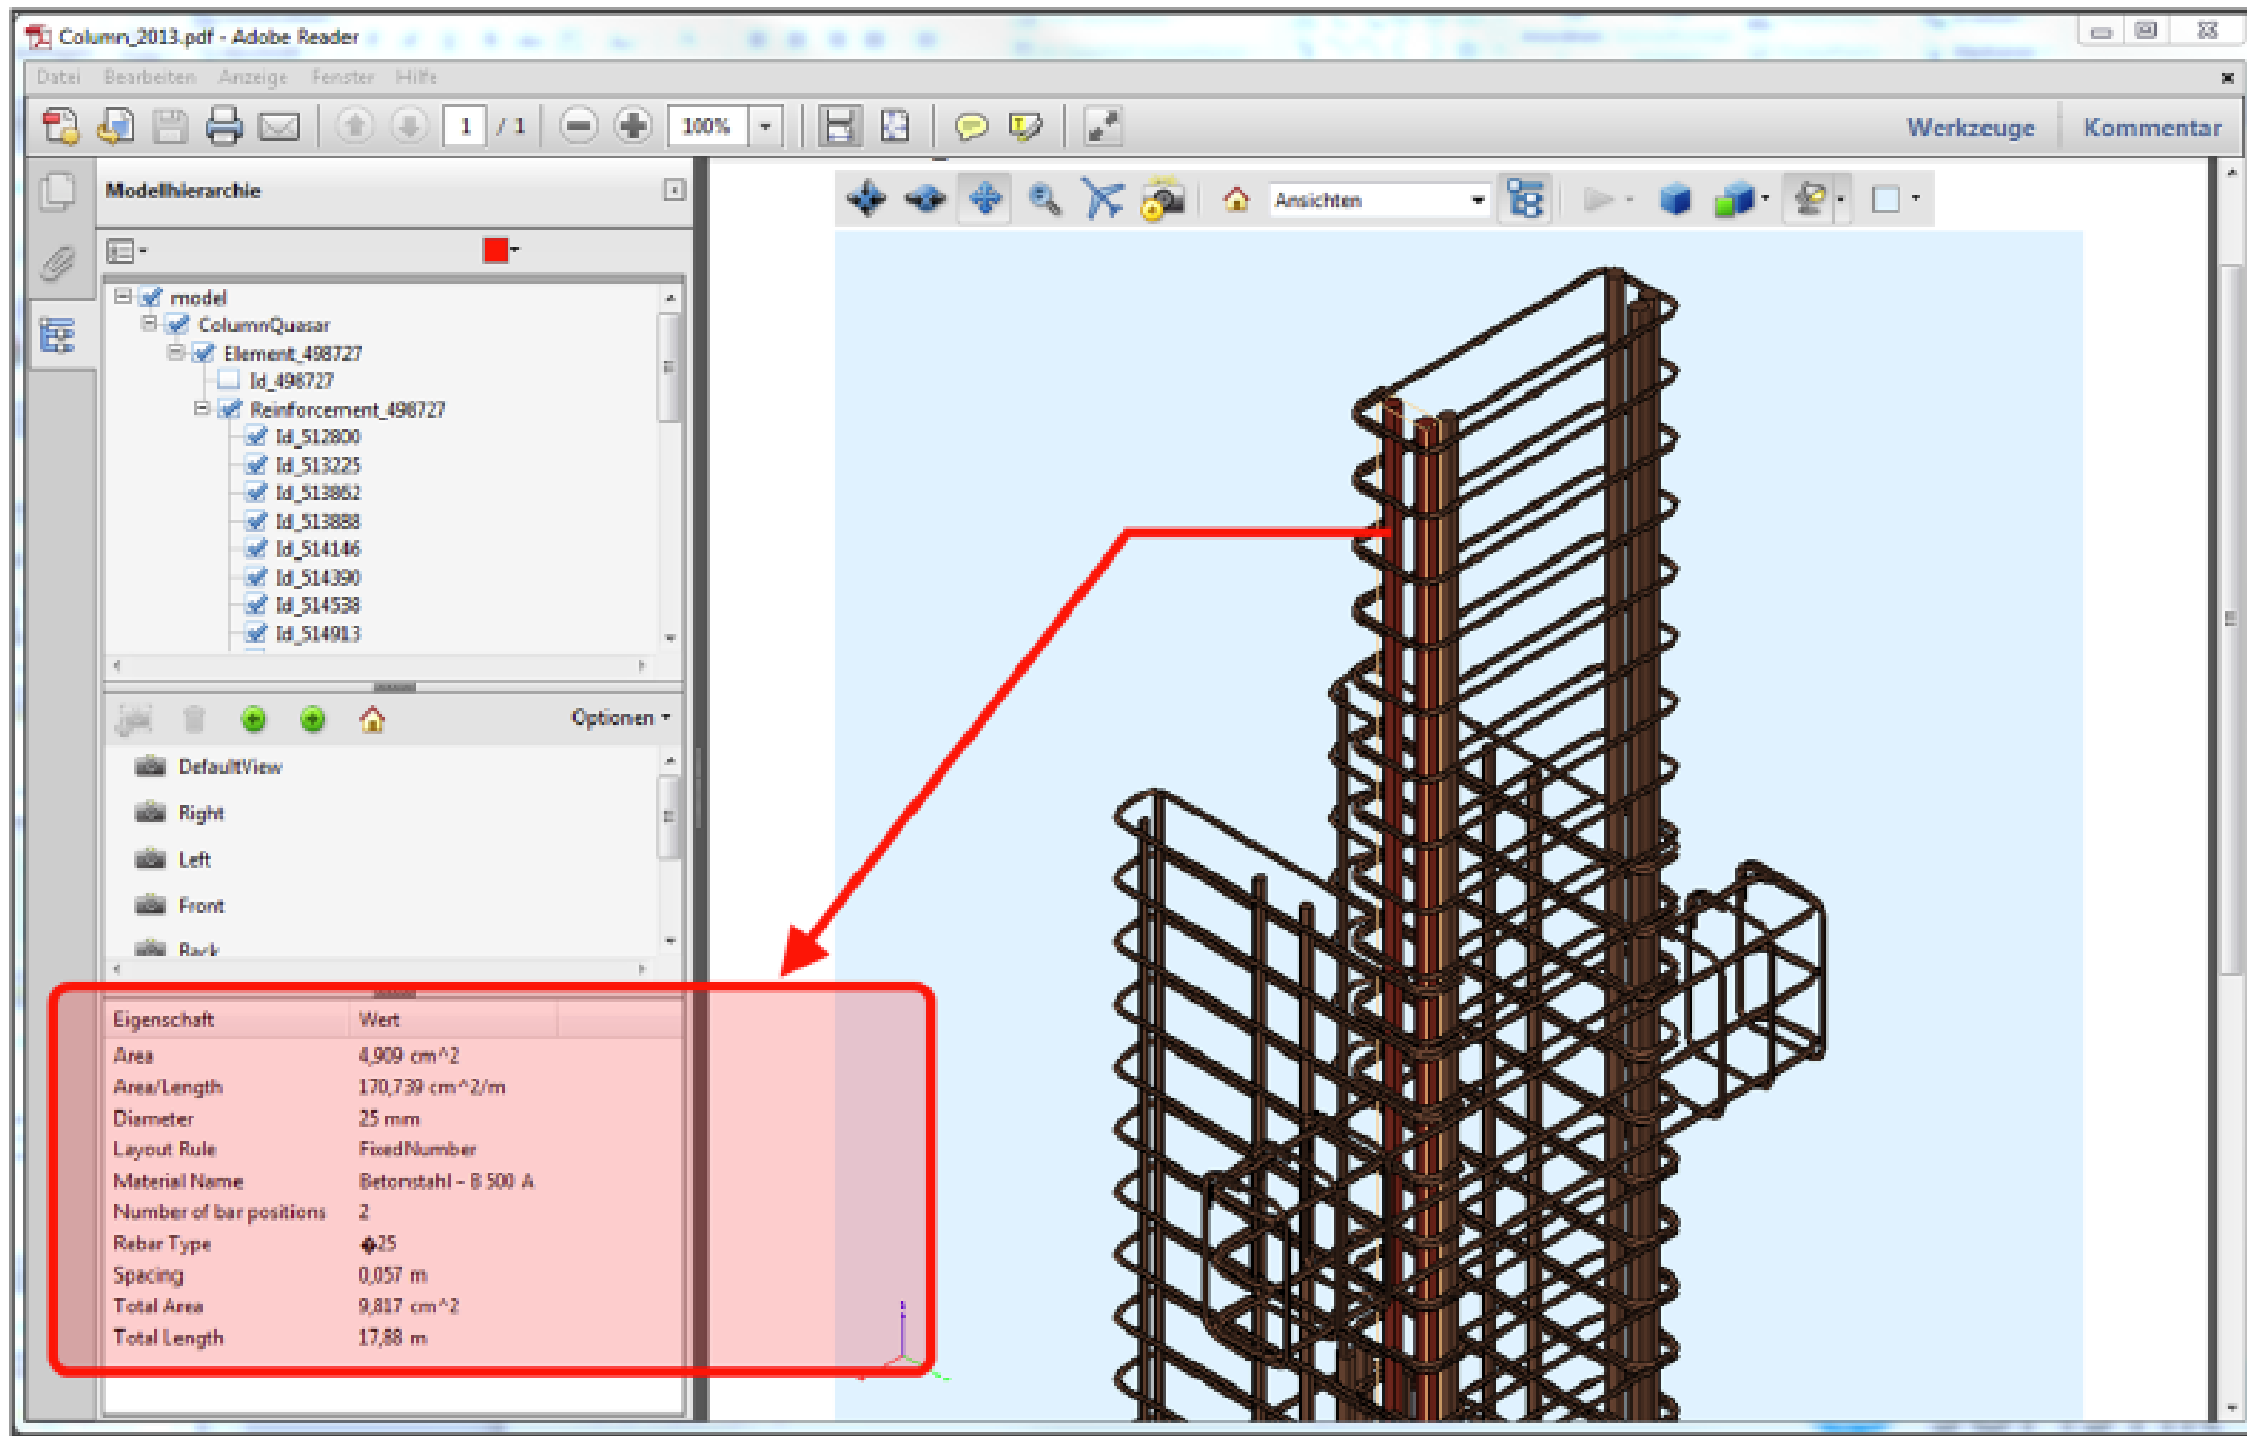 Column_2013.pdf - Adobe Reader
Datei Bearbeiten Anzeige Fenster Hilfe
1 / 1 100% Werkzeuge Kommentar
Modellhierarchie
Ansichten
model
ColumnQuasar
Element_498727
Id_498727
Reinforcement_498727
Id_512800
Id_513225
Id_513862
Id_513888
Id_514146
Id_514390
Id_514538
Id_514913
Optionen
DefaultView
Right
Left
Front
Back
Eigenschaft Wert
Area 4,909 cm^2
Area/Length 170,739 cm^2/m
Diameter 25 mm
Layout Rule FixedNumber
Material Name Betonstahl - B 500 A
Number of bar positions 2
Rebar Type �25
Spacing 0,057 m
Total Area 9,817 cm^2
Total Length 17,88 m